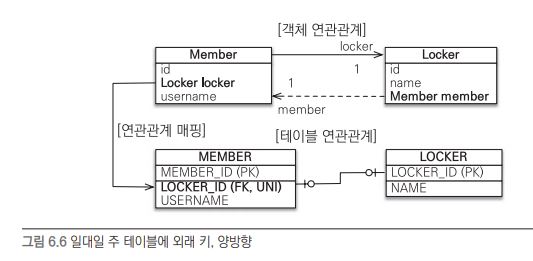 [객체 연관관계]
Member
locker
Locker
id
Locker locker
username
1
1
id
name
Member member
member
[연관관계 매핑]
[테이블 연관관계]
MEMBER
MEMBER_ID (PK)
LOCKER_ID (FK, UNI)
USERNAME
LOCKER
LOCKER_ID (PK)
NAME
그림 6.6 일대일 주 테이블에 외래 키, 양방향